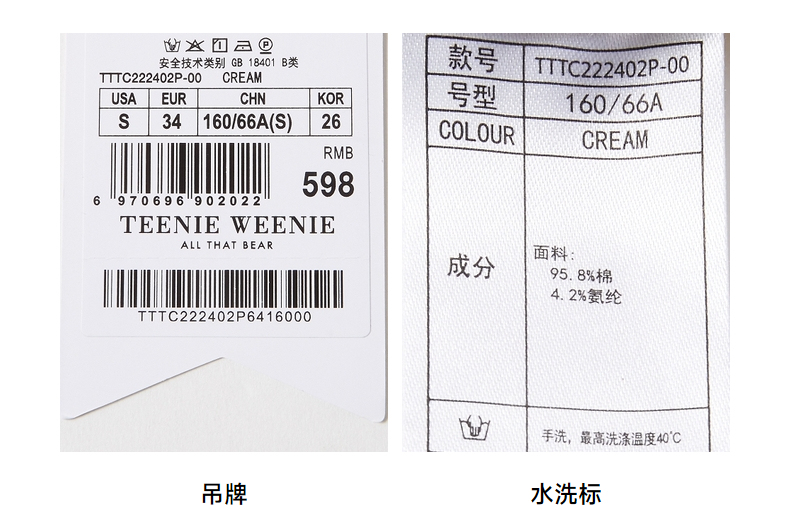 安全技术类别 GB 18401 B类
TTTC222402P-00 CREAM
USA EUR CHN KOR
S 34 160/66A(S) 26
RMB
598
6 970696 902022
TEENIE WEENIE
ALL THAT BEAR
TTTC222402P6416000
吊牌
款号 TTTC222402P-00
号型 160/66A
COLOUR CREAM
成分
面料:
95.8%棉
4.2%氨纶
手洗,最高洗涤温度40℃
水洗标